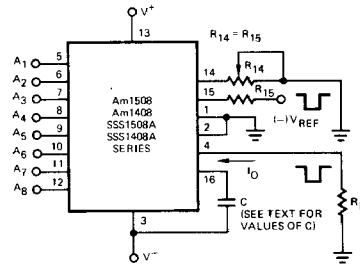 V+
13
R14 = R15
A1 5
A2 6
A3 7
A4 8
A5 9
A6 10
A7 11
A8 12
Am1508
Am1408
SSS1508A
SSS1408A
SERIES
14
R14
15
R15
(−)VREF
1
2
4
IO
16
C
(SEE TEXT FOR
VALUES OF C)
3
V−